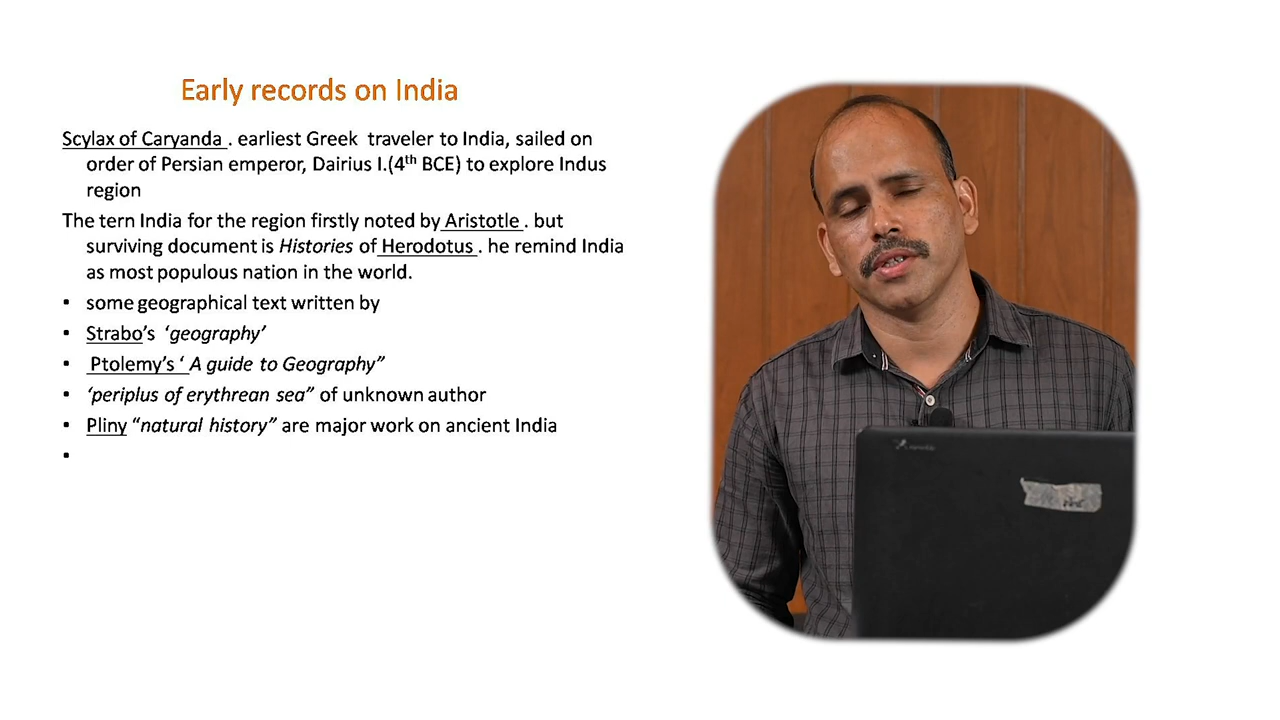 Early records on India
Scylax of Caryanda . earliest Greek traveler to India, sailed on
order of Persian emperor, Dairius I.(4th BCE) to explore Indus
region
The tern India for the region firstly noted by Aristotle . but
surviving document is Histories of Herodotus . he remind India
as most populous nation in the world.
• some geographical text written by
• Strabo's 'geography'
• Ptolemy's ' A guide to Geography"
• 'periplus of erythrean sea" of unknown author
• Pliny "natural history" are major work on ancient India
•